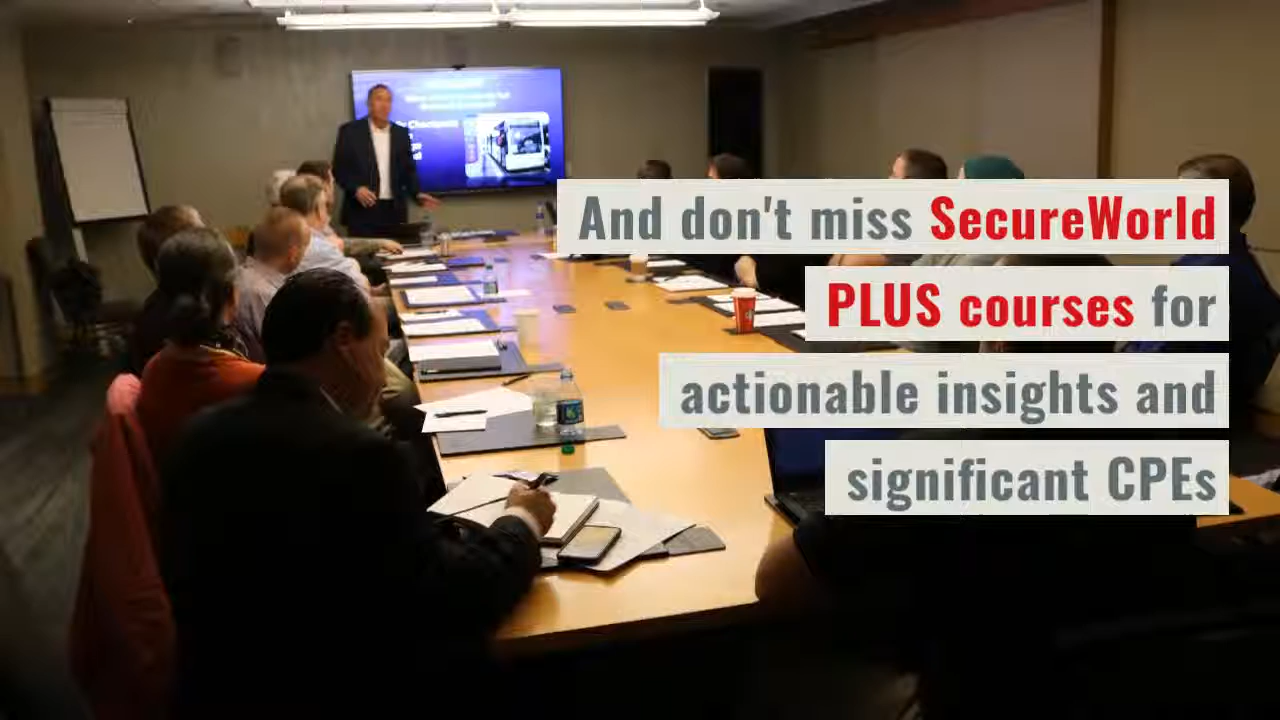 And don't miss SecureWorld
PLUS courses for
actionable insights and
significant CPEs